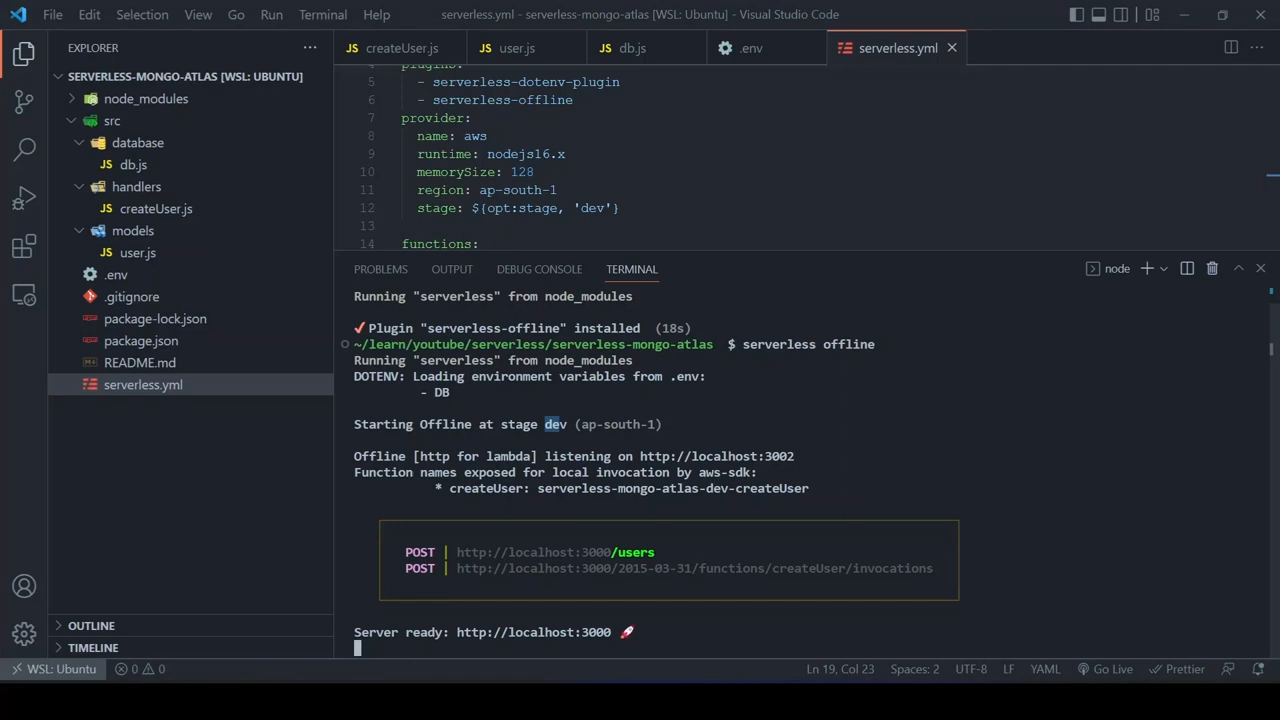 File Edit Selection View Go Run Terminal Help serverless.yml - serverless-mongo-atlas [WSL: Ubuntu] - Visual Studio Code
EXPLORER
JS createUser.js JS user.js JS db.js .env serverless.yml
SERVERLESS-MONGO-ATLAS [WSL: UBUNTU]
node_modules
src
database
JS db.js
handlers
JS createUser.js
models
JS user.js
.env
.gitignore
package-lock.json
package.json
README.md
serverless.yml
OUTLINE
TIMELINE
4 plugins:
5 - serverless-dotenv-plugin
6 - serverless-offline
7 provider:
8 name: aws
9 runtime: nodejs16.x
10 memorySize: 128
11 region: ap-south-1
12 stage: ${opt:stage, 'dev'}
13
14 functions:
PROBLEMS OUTPUT DEBUG CONSOLE TERMINAL node
Running "serverless" from node_modules
✓Plugin "serverless-offline" installed (18s)
~/learn/youtube/serverless/serverless-mongo-atlas $ serverless offline
Running "serverless" from node_modules
DOTENV: Loading environment variables from .env:
- DB
Starting Offline at stage dev (ap-south-1)
Offline [http for lambda] listening on http://localhost:3002
Function names exposed for local invocation by aws-sdk:
* createUser: serverless-mongo-atlas-dev-createUser
POST | http://localhost:3000/users
POST | http://localhost:3000/2015-03-31/functions/createUser/invocations
Server ready: http://localhost:3000 🚀
WSL: Ubuntu 0 0 Ln 19, Col 23 Spaces: 2 UTF-8 LF YAML Go Live Prettier